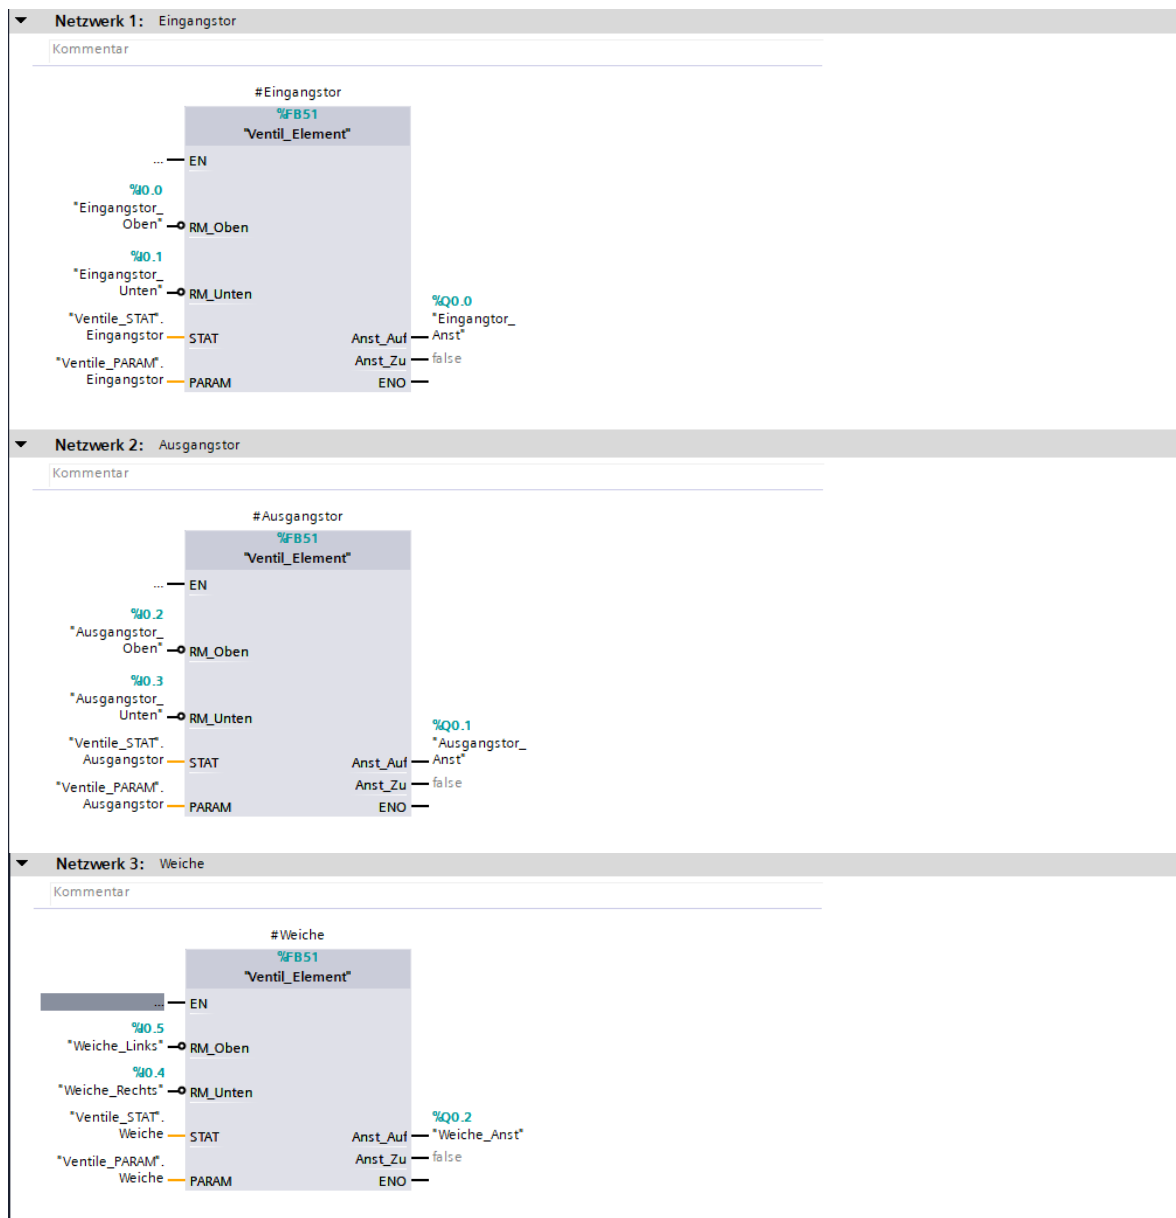 Netzwerk 1: Eingangstor
Kommentar
#Eingangstor
%FB51
"Ventil_Element"
... EN
%I0.0
"Eingangstor_
Oben" RM_Oben
%I0.1
"Eingangstor_
Unten" RM_Unten
%Q0.0
"Eingangtor_
"Ventile_STAT".
Eingangstor STAT Anst_Auf Anst"
Anst_Zu false
"Ventile_PARAM".
Eingangstor PARAM ENO
Netzwerk 2: Ausgangstor
Kommentar
#Ausgangstor
%FB51
"Ventil_Element"
... EN
%I0.2
"Ausgangstor_
Oben" RM_Oben
%I0.3
"Ausgangstor_
Unten" RM_Unten
%Q0.1
"Ausgangstor_
"Ventile_STAT".
Ausgangstor STAT Anst_Auf Anst"
Anst_Zu false
"Ventile_PARAM".
Ausgangstor PARAM ENO
Netzwerk 3: Weiche
Kommentar
#Weiche
%FB51
"Ventil_Element"
... EN
%I0.5
"Weiche_Links" RM_Oben
%I0.4
"Weiche_Rechts" RM_Unten
"Ventile_STAT". %Q0.2
Weiche STAT Anst_Auf "Weiche_Anst"
Anst_Zu false
"Ventile_PARAM".
Weiche PARAM ENO